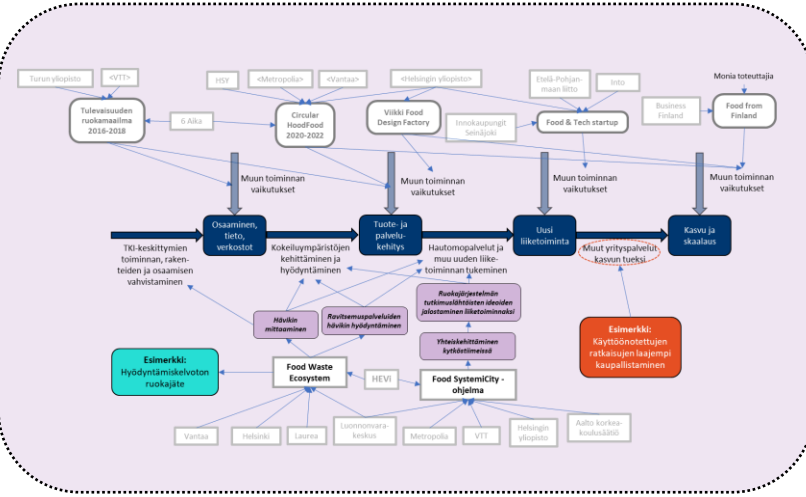 Turun yliopisto
<VTT>
HSY
<Metropolia>
<Vantaa>
<Helsingin yliopisto>
Etelä-Pohjan-
maan liitto
Into
Monia toteuttajia
Tulevaisuuden
ruokamaailma
2016-2018
6 Aika
Circular
HoodFood
2020-2022
Viikki Food
Design Factory
Innokaupungit
Seinäjoki
Food & Tech startup
Business
Finland
Food from
Finland
Muun toiminnan
vaikutukset
Muun toiminnan
vaikutukset
Muun toiminnan
vaikutukset
Muun toiminnan
vaikutukset
Osaaminen,
tieto,
verkostot
Tuote- ja
palvelu-
kehitys
Uusi
liiketoiminta
Kasvu ja
skaalaus
TKI-keskittymien
toiminnan, raken-
teiden ja osaamisen
vahvistaminen
Kokeiluympäristöjen
kehittäminen ja
hyödyntäminen
Hautomopalvelut ja
muu uuden liike-
toiminnan tukeminen
Muut yrityspalvelut
kasvun tueksi
Hävikin
mittaaminen
Ravitsemuspalveluiden
hävikin hyödyntäminen
Ruokajärjestelmän
tutkimuslähtöisten ideoiden
jalostaminen liiketoiminnaksi
Yhteiskehittäminen
kytköstiimeissä
Esimerkki:
Hyödyntämiskelvoton
ruokajäte
Food Waste
Ecosystem
HEVi
Food SystemiCity -
ohjelma
Esimerkki:
Käyttöönotettujen
ratkaisujen laajempi
kaupallistaminen
Vantaa
Helsinki
Laurea
Luonnonvara-
keskus
Metropolia
VTT
Helsingin
yliopisto
Aalto korkea-
koulusäätiö